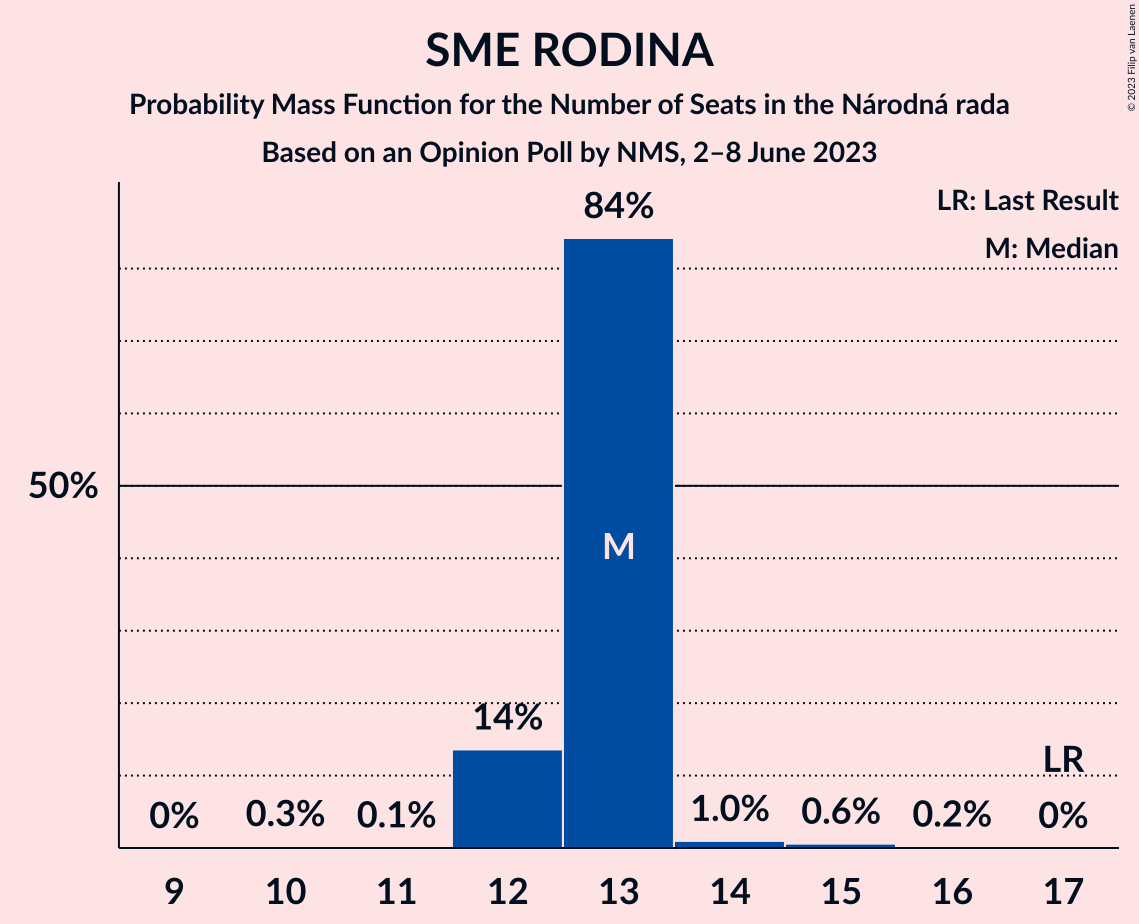 SME RODINA
Probability Mass Function for the Number of Seats in the Národná rada
Based on an Opinion Poll by NMS, 2–8 June 2023
© 2023 Filip van Laenen
LR: Last Result
M: Median
84%
50%
M
14%
LR
0% 0.3% 0.1% 1.0% 0.6% 0.2% 0%
9 10 11 12 13 14 15 16 17